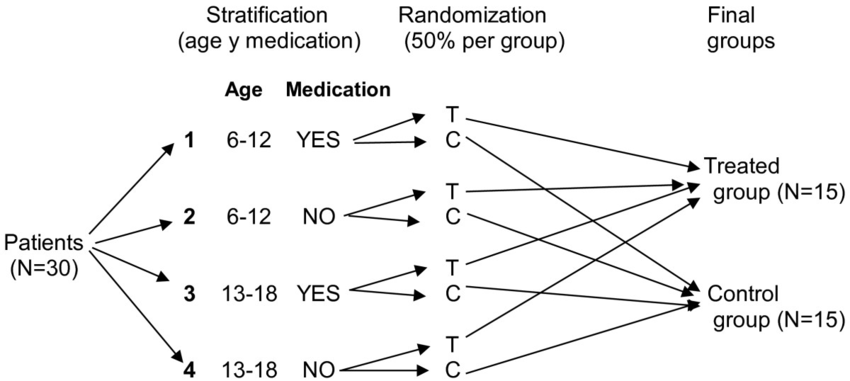 Stratification
(age y medication)
Randomization
(50% per group)
Final
groups
Age Medication
1 6-12 YES
T
C
2 6-12 NO
T
C
3 13-18 YES
T
C
4 13-18 NO
T
C
Patients
(N=30)
Treated
group (N=15)
Control
group (N=15)